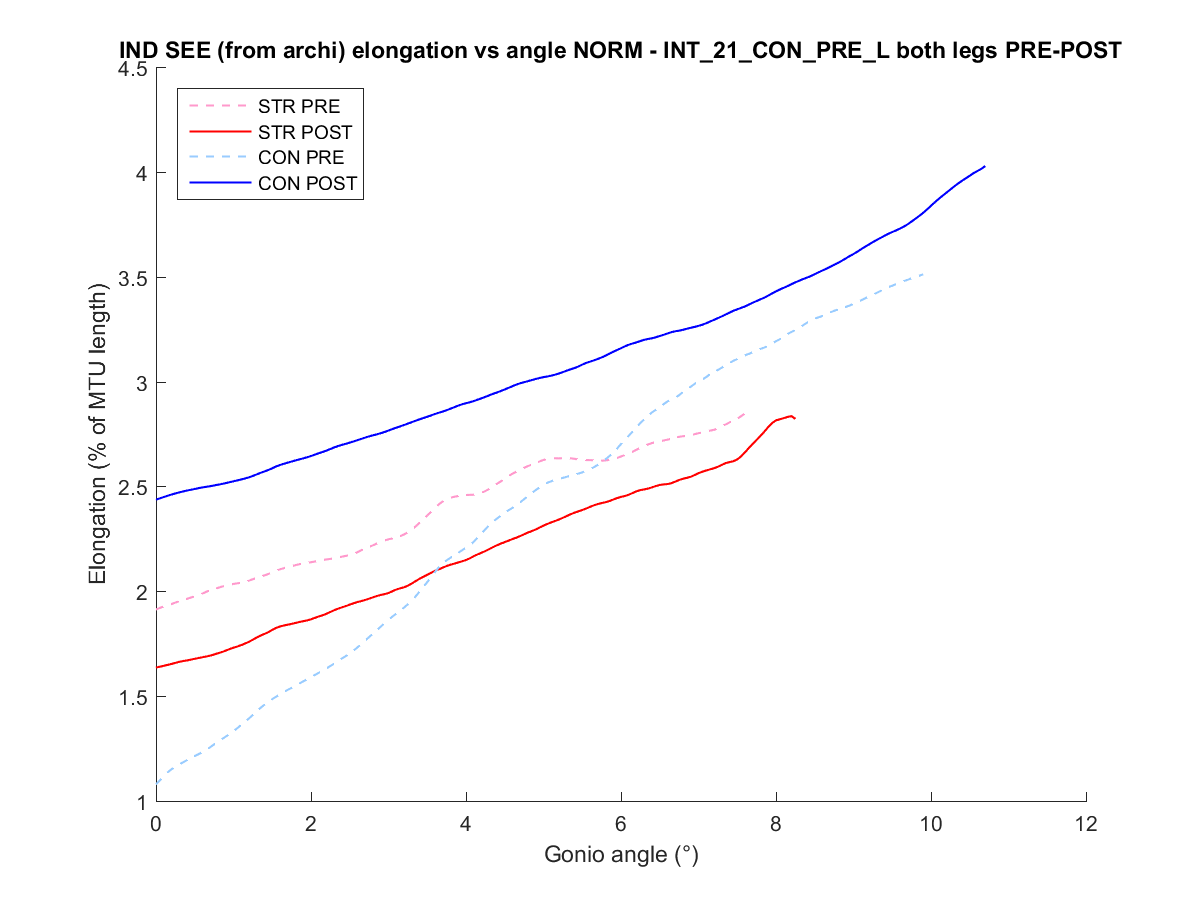 IND SEE (from archi) elongation vs angle NORM - INT_21_CON_PRE_L both legs PRE-POST
4.5
STR PRE
STR POST
CON PRE
CON POST
4
3.5
3
2.5
2
1.5
1
Elongation (% of MTU length)
0 2 4 6 8 10 12
Gonio angle (°)